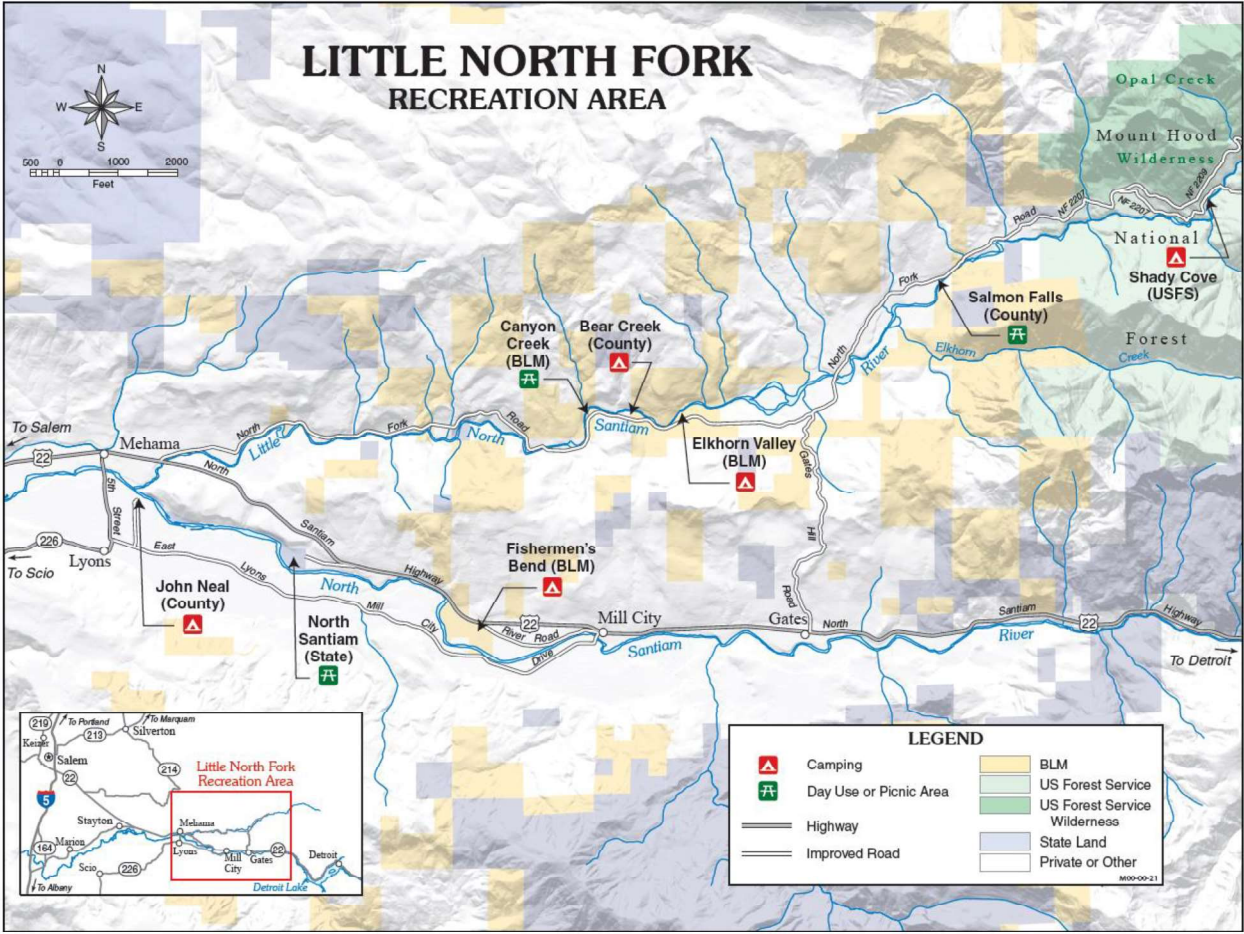 LITTLE NORTH FORK
RECREATION AREA
N
W
E
S
500 0 1000 2000
Feet
Opal Creek
Mount Hood
Wilderness
NF 2209
NF 2207
NF 2207
Road
National
Shady Cove
(USFS)
Fork
Salmon Falls
(County)
Forest
Elkhorn
Creek
North
River
Canyon
Creek
(BLM)
Bear Creek
(County)
To Salem
22
Mehama
North
Little
Fork
North
Road
Santiam
Elkhorn Valley
(BLM)
Gates
Hill
Road
5th
Street
North
Santiam
Highway
226
Lyons
To Scio
East
Lyons
Mill
City
Drive
John Neal
(County)
North
Santiam
(State)
North
Fishermen's
Bend (BLM)
22
River Road
Mill City
Santiam
Gates
North
Santiam
22
Highway
River
To Detroit
219
To Portland
To Marquam
213
Silverton
Keizer
Salem
22
214
Little North Fork
Recreation Area
5
Stayton
Mehama
164
Marion
Lyons
Mill
City
Gates
22
Detroit
Scio
226
To Albany
Detroit Lake
LEGEND
Camping
Day Use or Picnic Area
Highway
Improved Road
BLM
US Forest Service
US Forest Service
Wilderness
State Land
Private or Other
M00-00-21